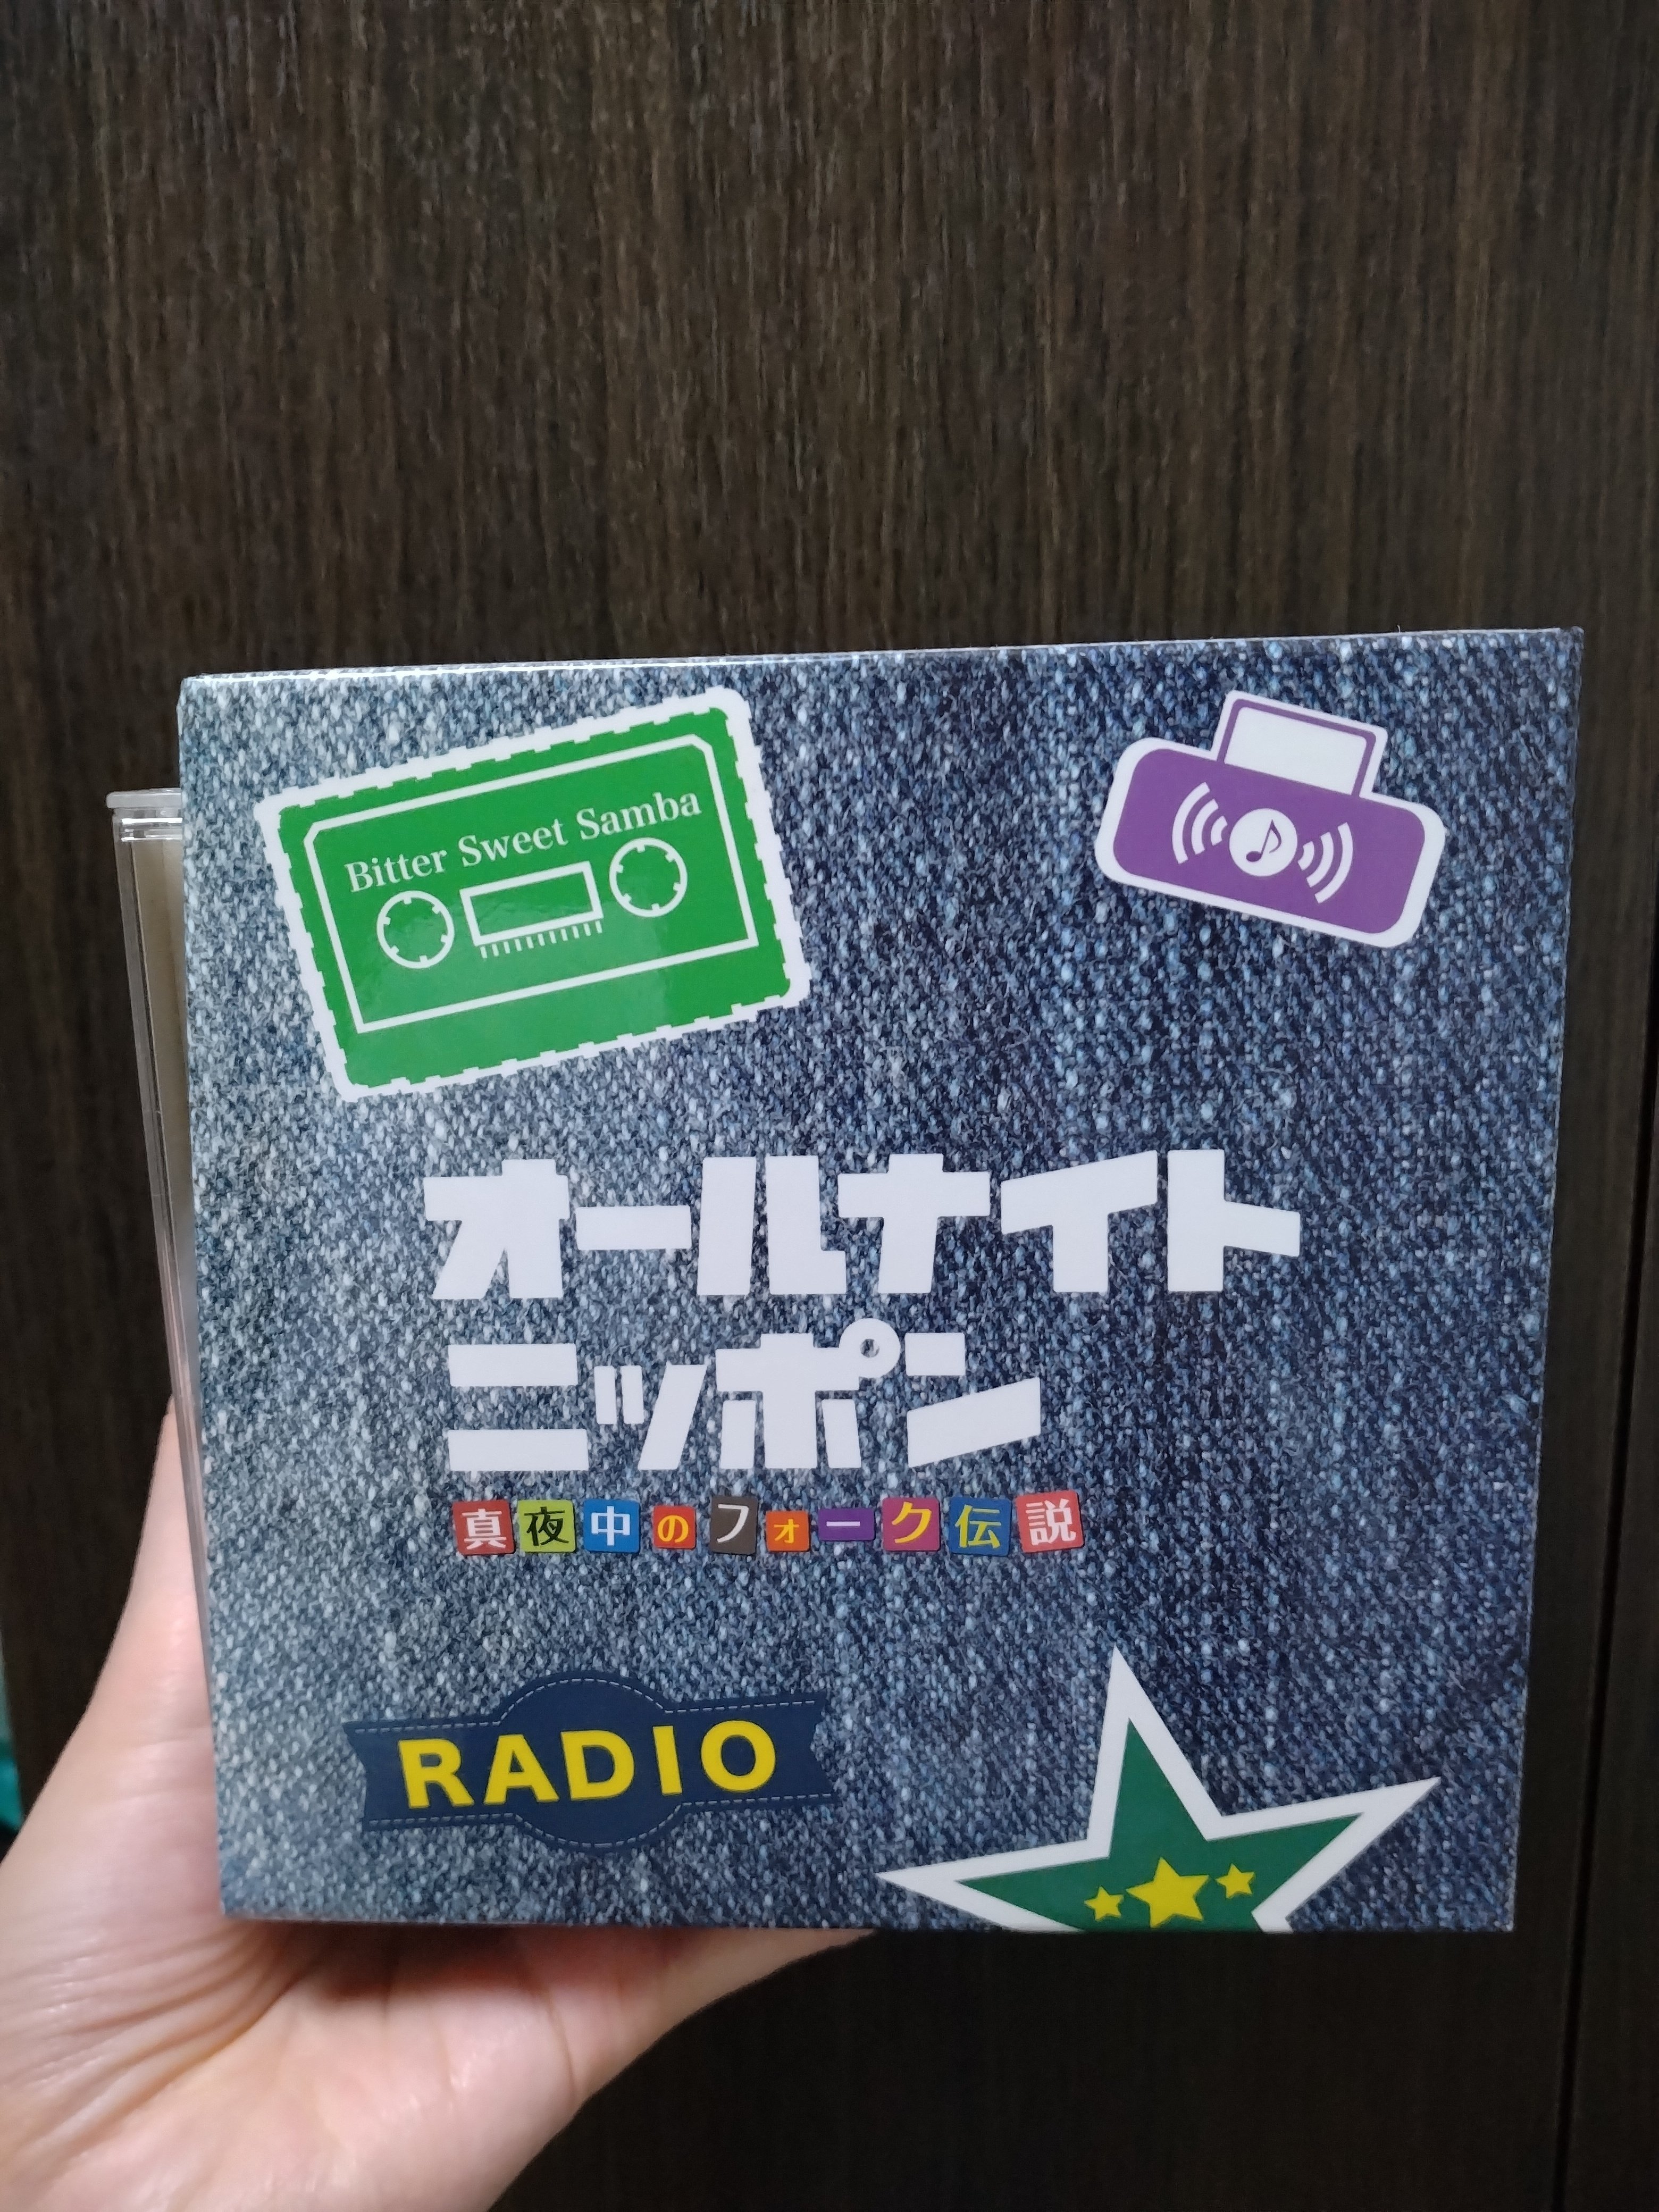 Bitter Sweet Samba
オールナイト
ニッポン
真夜中のフォーク伝説
RADIO